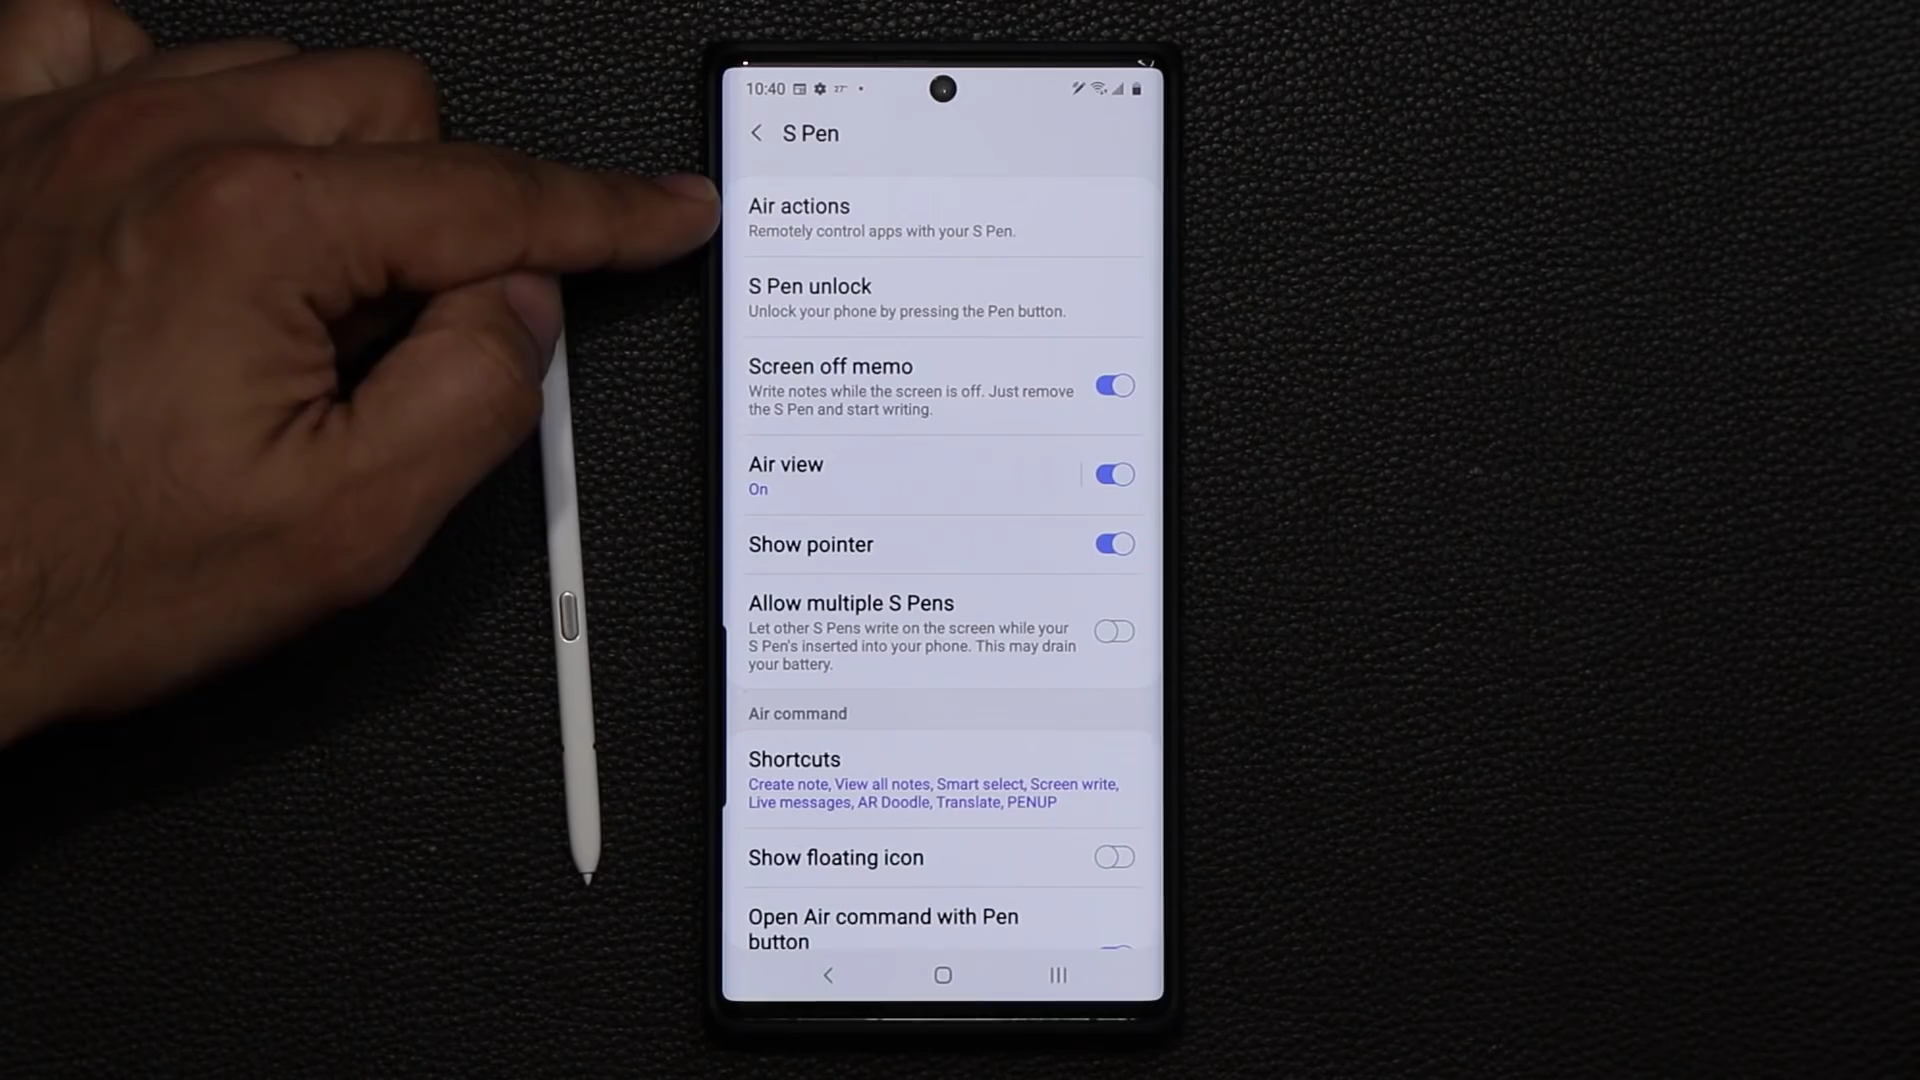 10:40 27°
S Pen
Air actions
Remotely control apps with your S Pen.
S Pen unlock
Unlock your phone by pressing the Pen button.
Screen off memo
Write notes while the screen is off. Just remove
the S Pen and start writing.
Air view
On
Show pointer
Allow multiple S Pens
Let other S Pens write on the screen while your
S Pen's inserted into your phone. This may drain
your battery.
Air command
Shortcuts
Create note, View all notes, Smart select, Screen write,
Live messages, AR Doodle, Translate, PENUP
Show floating icon
Open Air command with Pen
button